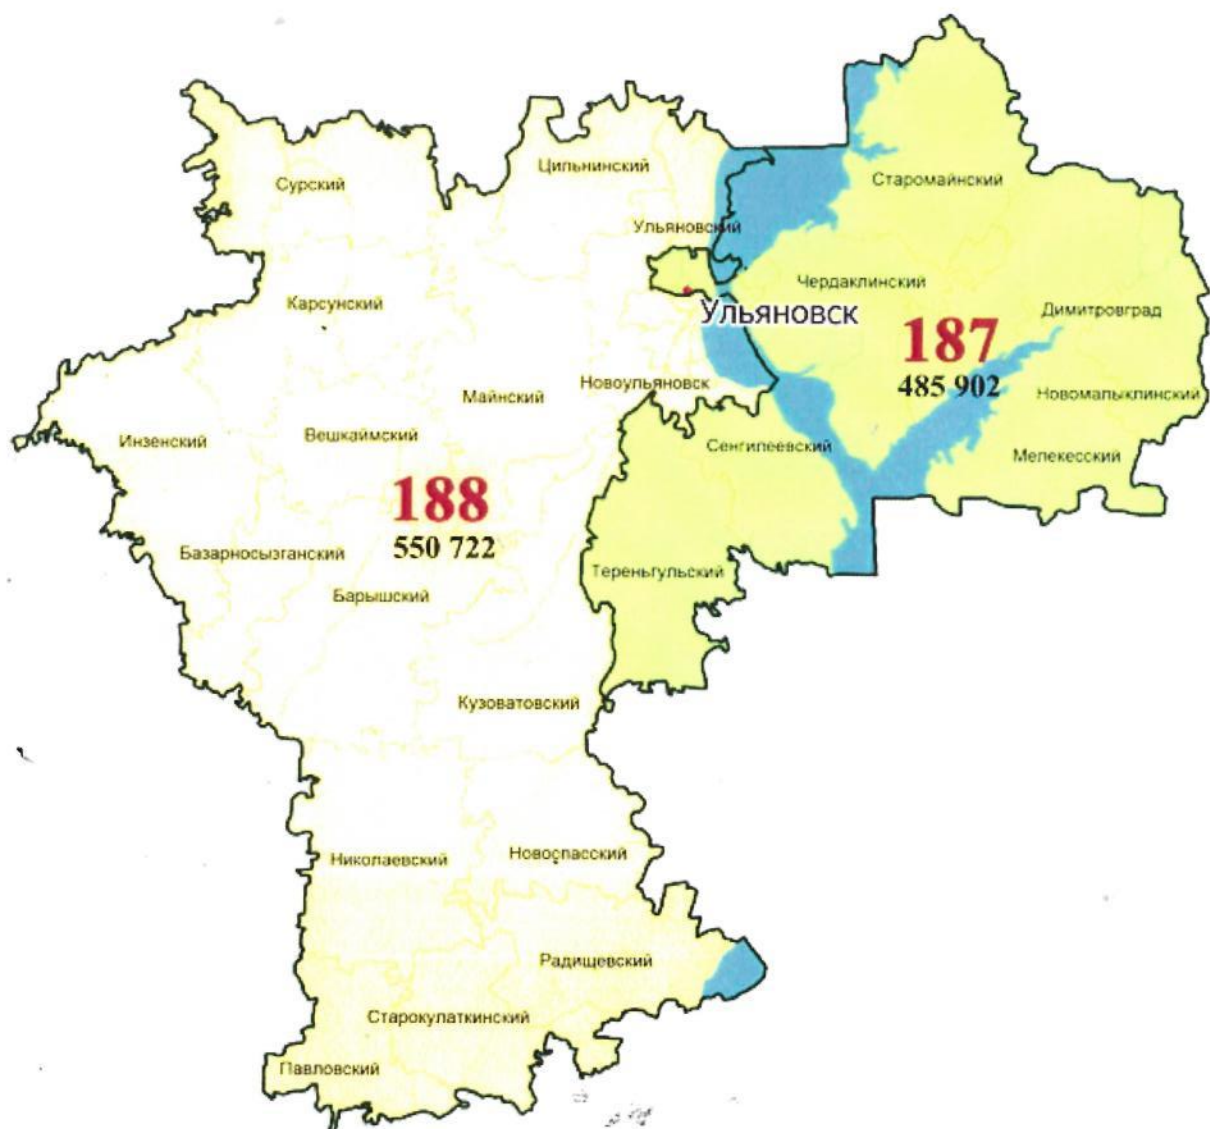 Цильнинский
Сурский
Старомайнский
Ульяновский
Чердаклинский
Карсунский
Ульяновск
Димитровград
187
485 902
Новоульяновск
Майнский
Новомалыклинский
Инзенский
Вешкаймский
Сенгилеевский
Мелекесский
188
550 722
Базарносызганский
Тереньгульский
Барышский
Кузоватовский
Николаевский
Новоспасский
Радищевский
Старокулаткинский
Павловский